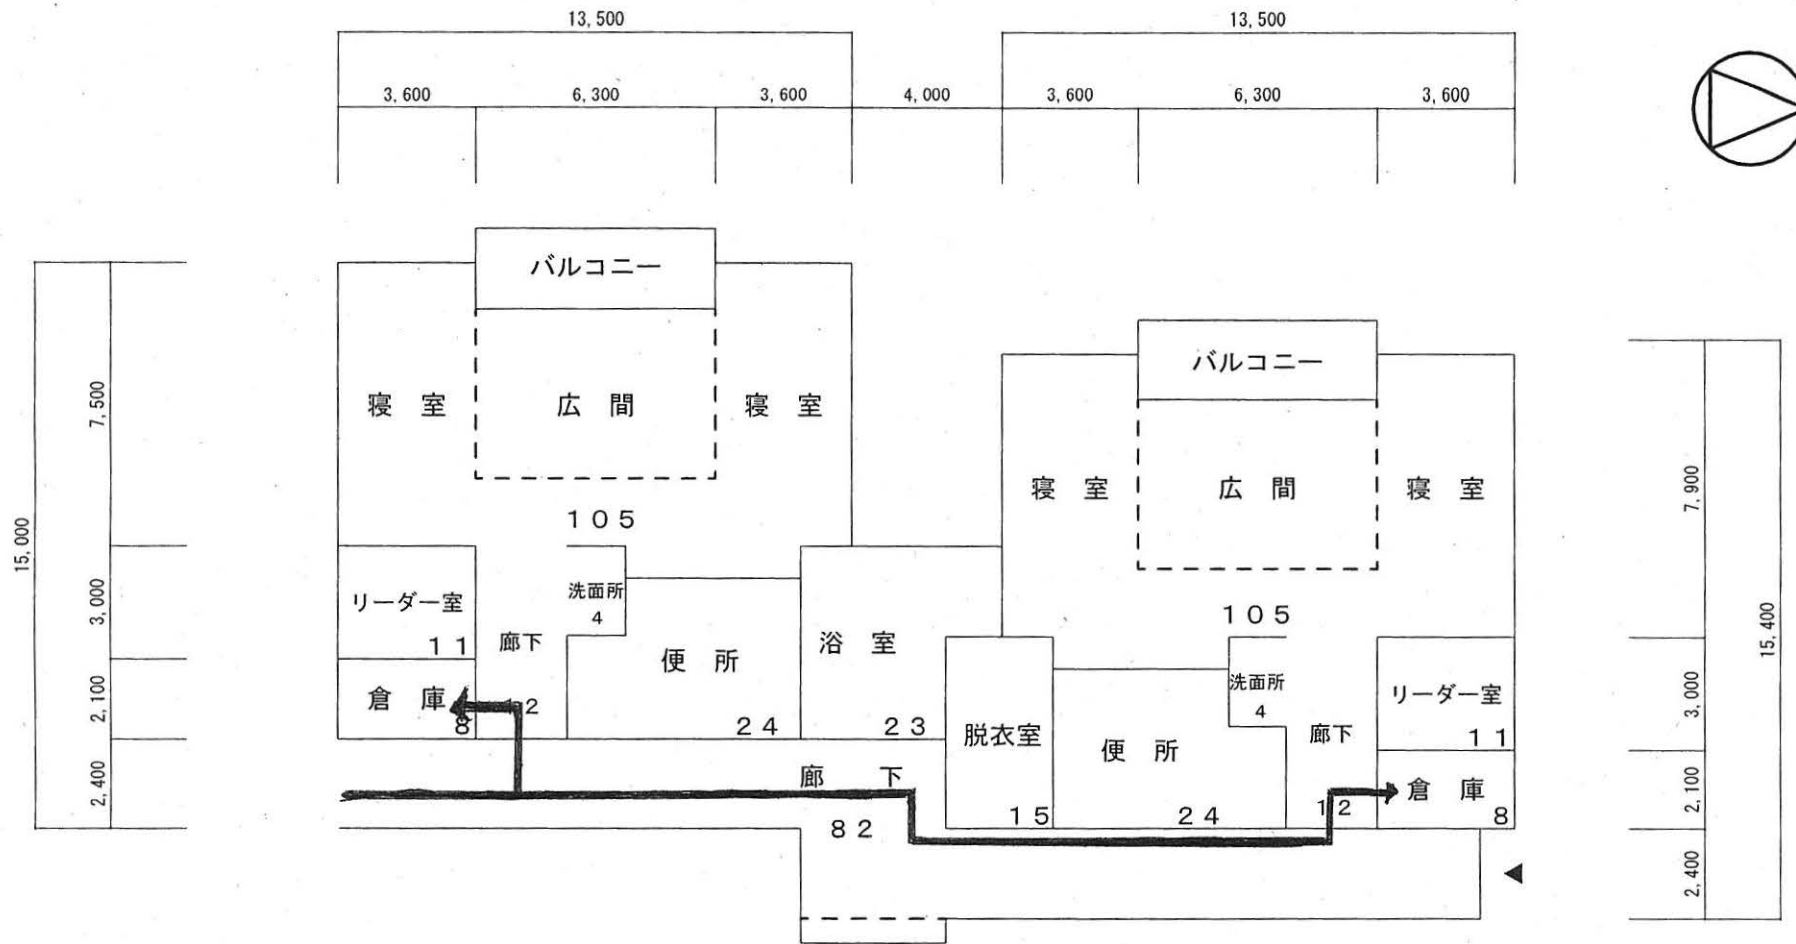 13,500
13,500
3,600
6,300
3,600
4,000
3,600
6,300
3,600
バルコニー
バルコニー
寝 室
広 間
寝 室
寝 室
広 間
寝 室
105
105
リーダー室
11
洗面所
4
廊下
12
便 所
24
浴 室
23
倉 庫
8
脱衣室
15
便 所
24
洗面所
4
廊下
12
リーダー室
11
倉 庫
8
廊 下
82
15,000
7,500
3,000
2,100
2,400
7,900
3,000
2,100
2,400
15,400